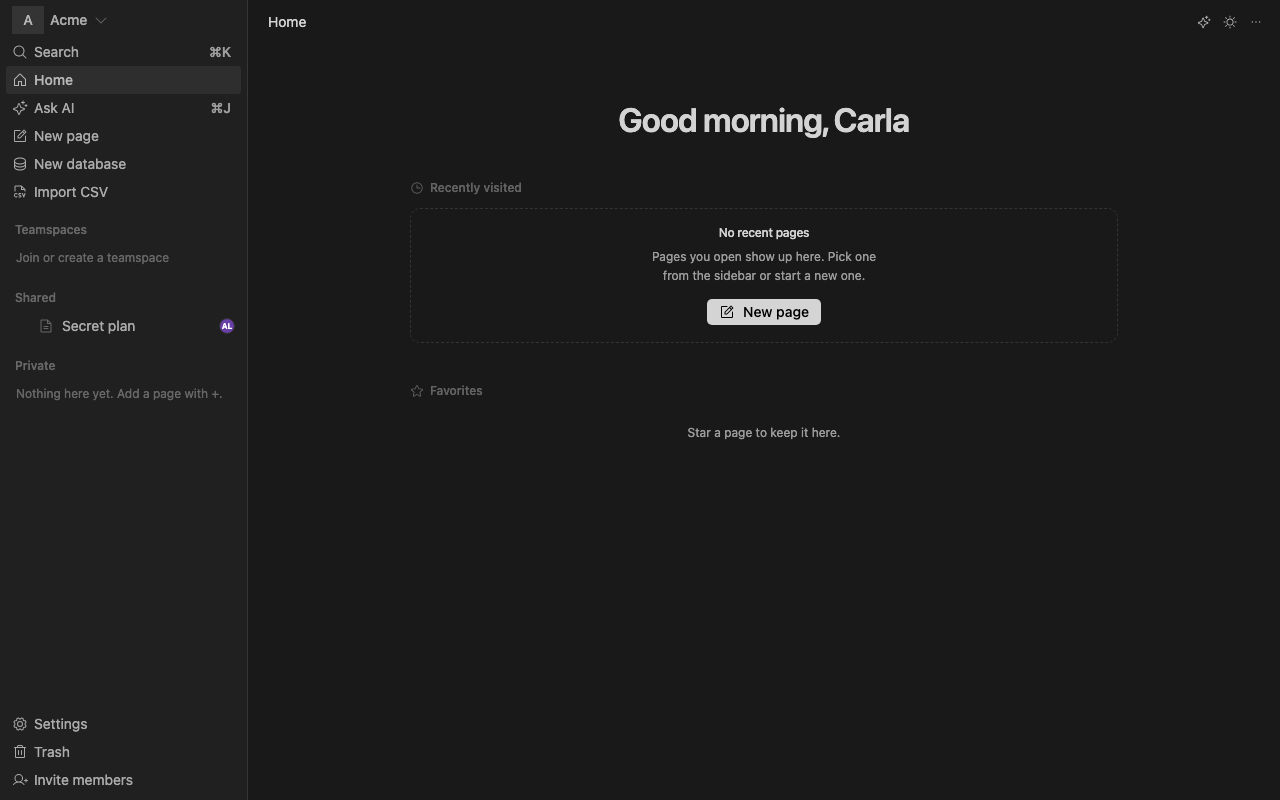 A Acme
Search ⌘K
Home
Ask AI ⌘J
New page
New database
CSV Import CSV
Teamspaces
Join or create a teamspace
Shared
Secret plan AL
Private
Nothing here yet. Add a page with +.
Settings
Trash
Invite members
Home
Good morning, Carla
Recently visited
No recent pages
Pages you open show up here. Pick one
from the sidebar or start a new one.
New page
Favorites
Star a page to keep it here.